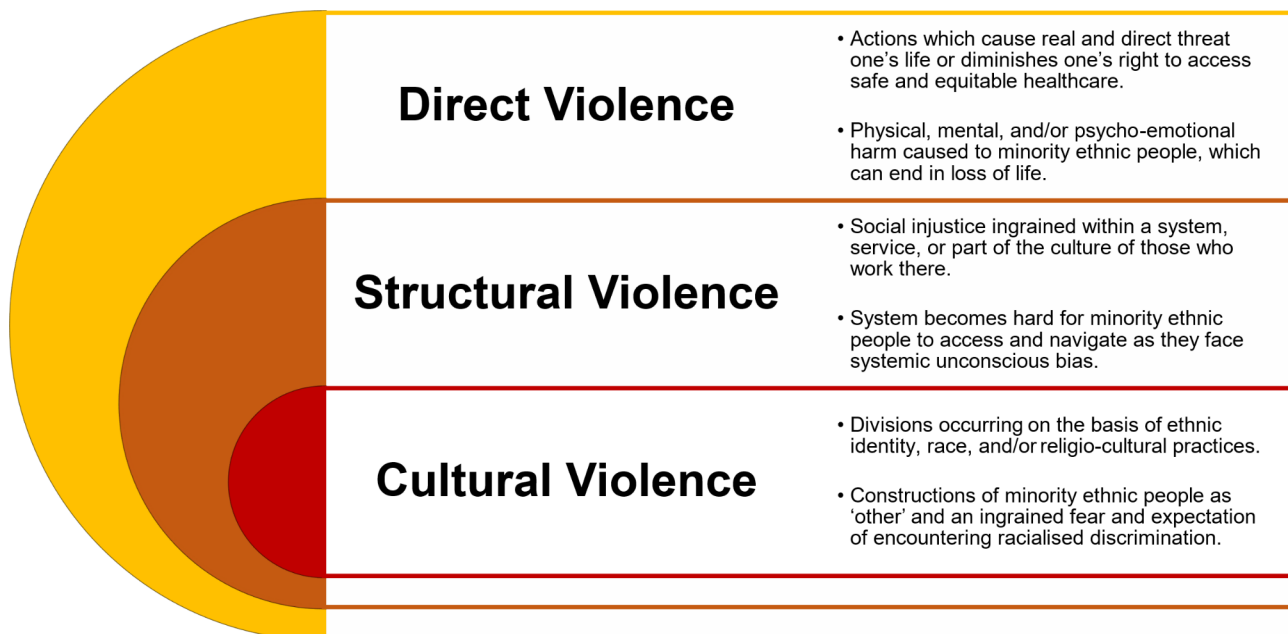 Direct Violence
• Actions which cause real and direct threat
one's life or diminishes one's right to access
safe and equitable healthcare.
• Physical, mental, and/or psycho-emotional
harm caused to minority ethnic people, which
can end in loss of life.
Structural Violence
• Social injustice ingrained within a system,
service, or part of the culture of those who
work there.
• System becomes hard for minority ethnic
people to access and navigate as they face
systemic unconscious bias.
Cultural Violence
• Divisions occurring on the basis of ethnic
identity, race, and/or religio-cultural practices.
• Constructions of minority ethnic people as
‘other’ and an ingrained fear and expectation
of encountering racialised discrimination.